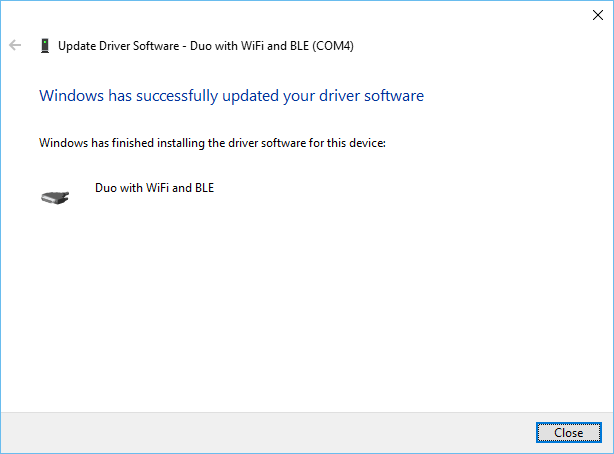 Update Driver Software - Duo with WiFi and BLE (COM4)
Windows has successfully updated your driver software
Windows has finished installing the driver software for this device:
Duo with WiFi and BLE
Close